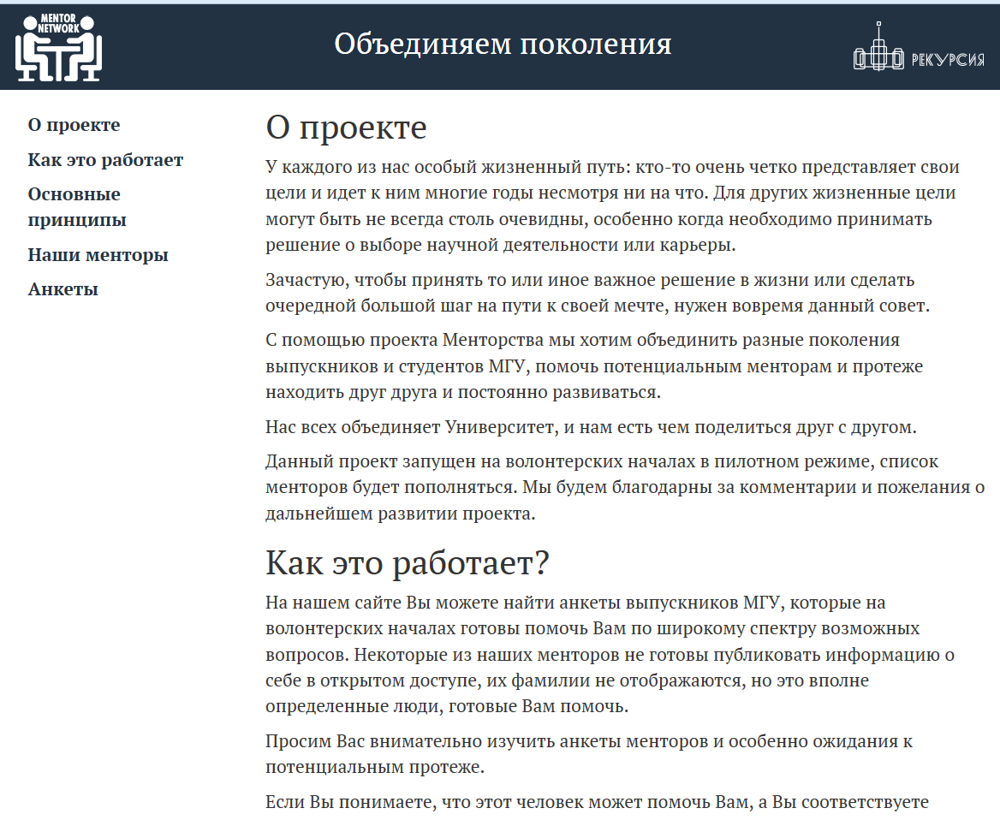 MENTOR
NETWORK
Объединяем поколения
РЕКУРСИЯ
О проекте
Как это работает
Основные
принципы
Наши менторы
Анкеты
О проекте
У каждого из нас особый жизненный путь: кто-то очень четко представляет свои
цели и идет к ним многие годы несмотря ни на что. Для других жизненные цели
могут быть не всегда столь очевидны, особенно когда необходимо принимать
решение о выборе научной деятельности или карьеры.
Зачастую, чтобы принять то или иное важное решение в жизни или сделать
очередной большой шаг на пути к своей мечте, нужен вовремя данный совет.
С помощью проекта Менторства мы хотим объединить разные поколения
выпускников и студентов МГУ, помочь потенциальным менторам и протеже
находить друг друга и постоянно развиваться.
Нас всех объединяет Университет, и нам есть чем поделиться друг с другом.
Данный проект запущен на волонтерских началах в пилотном режиме, список
менторов будет пополняться. Мы будем благодарны за комментарии и пожелания о
дальнейшем развитии проекта.
Как это работает?
На нашем сайте Вы можете найти анкеты выпускников МГУ, которые на
волонтерских началах готовы помочь Вам по широкому спектру возможных
вопросов. Некоторые из наших менторов не готовы публиковать информацию о
себе в открытом доступе, их фамилии не отображаются, но это вполне
определенные люди, готовые Вам помочь.
Просим Вас внимательно изучить анкеты менторов и особенно ожидания к
потенциальным протеже.
Если Вы понимаете, что этот человек может помочь Вам, а Вы соответствуете